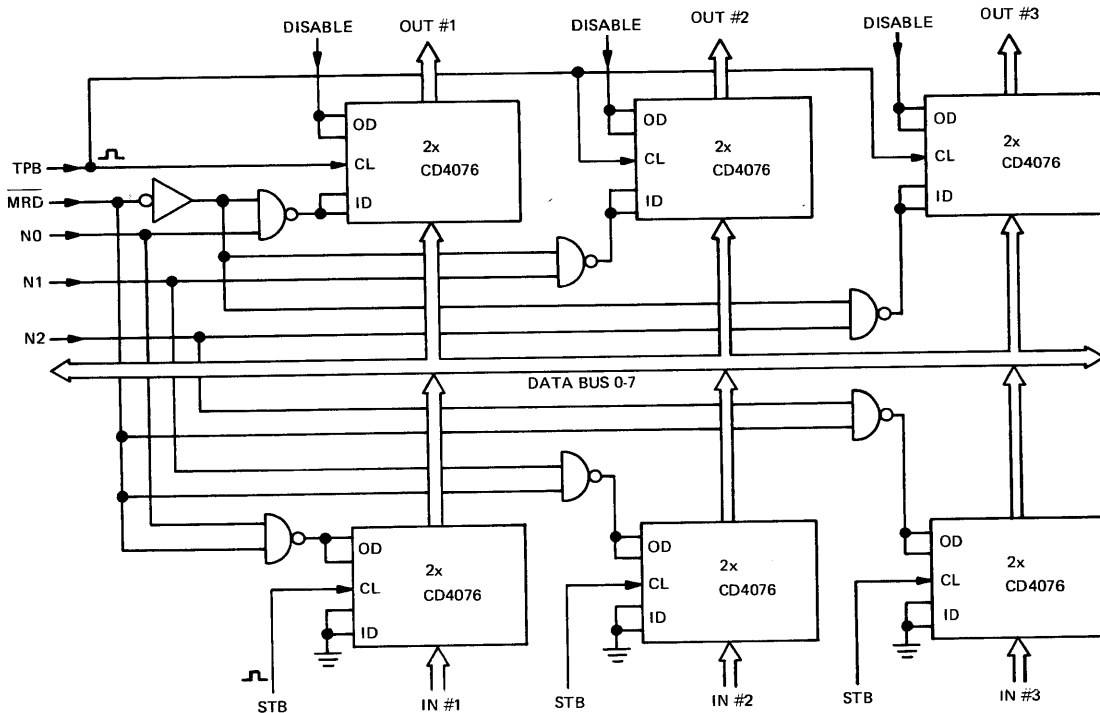 DISABLE
OUT #1
DISABLE
OUT #2
DISABLE
OUT #3
OD
2x
CL
CD4076
ID
OD
2x
CL
CD4076
ID
OD
2x
CL
CD4076
ID
TPB
MRD
N0
N1
N2
DATA BUS 0-7
OD
2x
CL
CD4076
ID
OD
2x
CL
CD4076
ID
OD
2x
CL
CD4076
ID
STB
IN #1
STB
IN #2
STB
IN #3